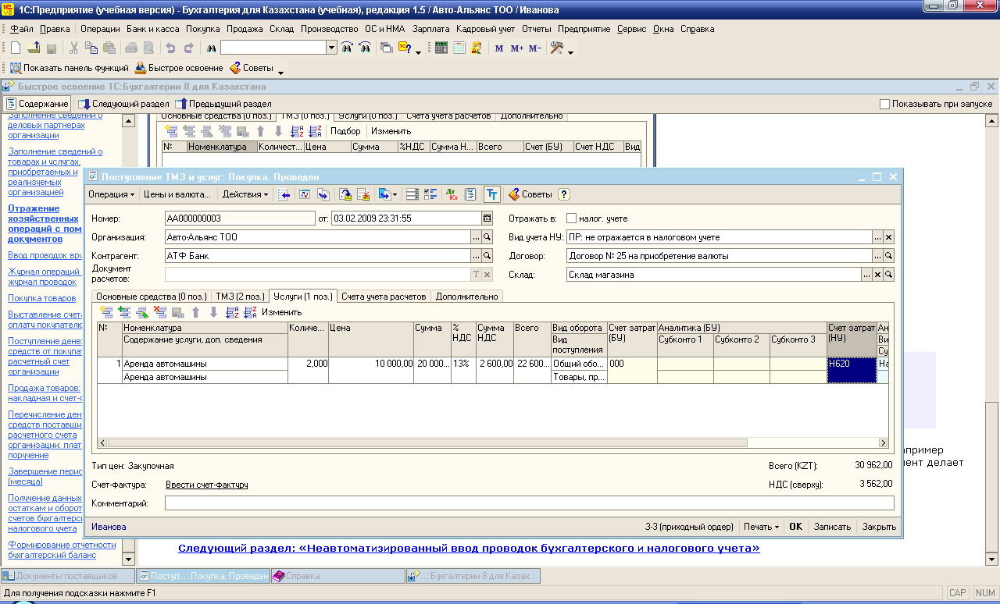 1С:Предприятие (учебная версия) - Бухгалтерия для Казахстана (учебная), редакция 1.5 / Авто-Альянс ТОО / Иванова
Файл Правка Операции Банк и касса Покупка Продажа Склад Производство ОС и НМА Зарплата Кадровый учет Отчеты Предприятие Сервис Окна Справка
M M+ M-
Показать панель функций Быстрое освоение Советы
Быстрое освоение 1С:Бухгалтерии 8 для Казахстана
Содержание Следующий раздел Предыдущий раздел Показывать при запуске
Заполнение сведений о
деловых партнерах
организации
Заполнение сведений о
товарах и услугах,
приобретаемых и
реализуемых
организацией
Отражение
хозяйственных
операций с пом
документов
Ввод проводок вру
Журнал операций
журнал проводок
Покупка товаров
Выставление счета
оплату покупателю
Поступление дене
средств от покупат
расчетный счет
организации
Продажа товаров:
накладная и счет-ф
Перечисление ден
средств поставщи
расчетного счета
организации: плат
поручение
Завершение перио
(месяца)
Получение данных
остаткам и оборот
счетов бухгалтерс
налогового учета
Формирование отчетности
бухгалтерский баланс
Основные средства (0 поз.) ТМЗ (0 поз.) Услуги (0 поз.) Счета учета расчетов Дополнительно
Подбор Изменить
№ Номенклатура Количест... Цена Сумма %НДС Сумма Н... Всего Счет (БУ) Счет НДС Вид
Поступление ТМЗ и услуг: Покупка. Проведен
Операция Цены и валюта... Действия Дт Кт Советы
Номер: АА000000003 от: 03.02.2009 23:31:55 Отражать в: налог. учете
Организация: Авто-Альянс ТОО Вид учета НУ: ПР: не отражается в налоговом учете
Контрагент: АТФ Банк Договор: Договор № 25 на приобретение валюты
Документ
расчетов: Склад: Склад магазина
Основные средства (0 поз.) ТМЗ (2 поз.) Услуги (1 поз.) Счета учета расчетов Дополнительно
Изменить
№ Номенклатура Количе... Цена Сумма % НДС Сумма НДС Всего Вид оборота Счет затрат (БУ) Аналитика (БУ) Счет затрат (НУ) Ан
Содержание услуги, доп. сведения Вид поступления Субконто 1 Субконто 2 Субконто 3 Ви
Су
1 Аренда автомашины 2,000 10 000,00 20 000... 13% 2 600,00 22 600... Общий обо... 000 Н620 На
Аренда автомашины Товары, пр...
Тип цен: Закупочная Всего (KZT): 30 962,00
Счет-фактура: Ввести счет-фактуру НДС (сверху): 3 562,00
Комментарий:
Иванова З-3 (приходный ордер) Печать OK Записать Закрыть
апример
ент делает
Следующий раздел: «Неавтоматизированный ввод проводок бухгалтерского и налогового учета»
Документы поставщиков Поступ...: Покупка. Проведен Справка ...:Бухгалтерии 8 для Казах...
Для получения подсказки нажмите F1 CAP NUM